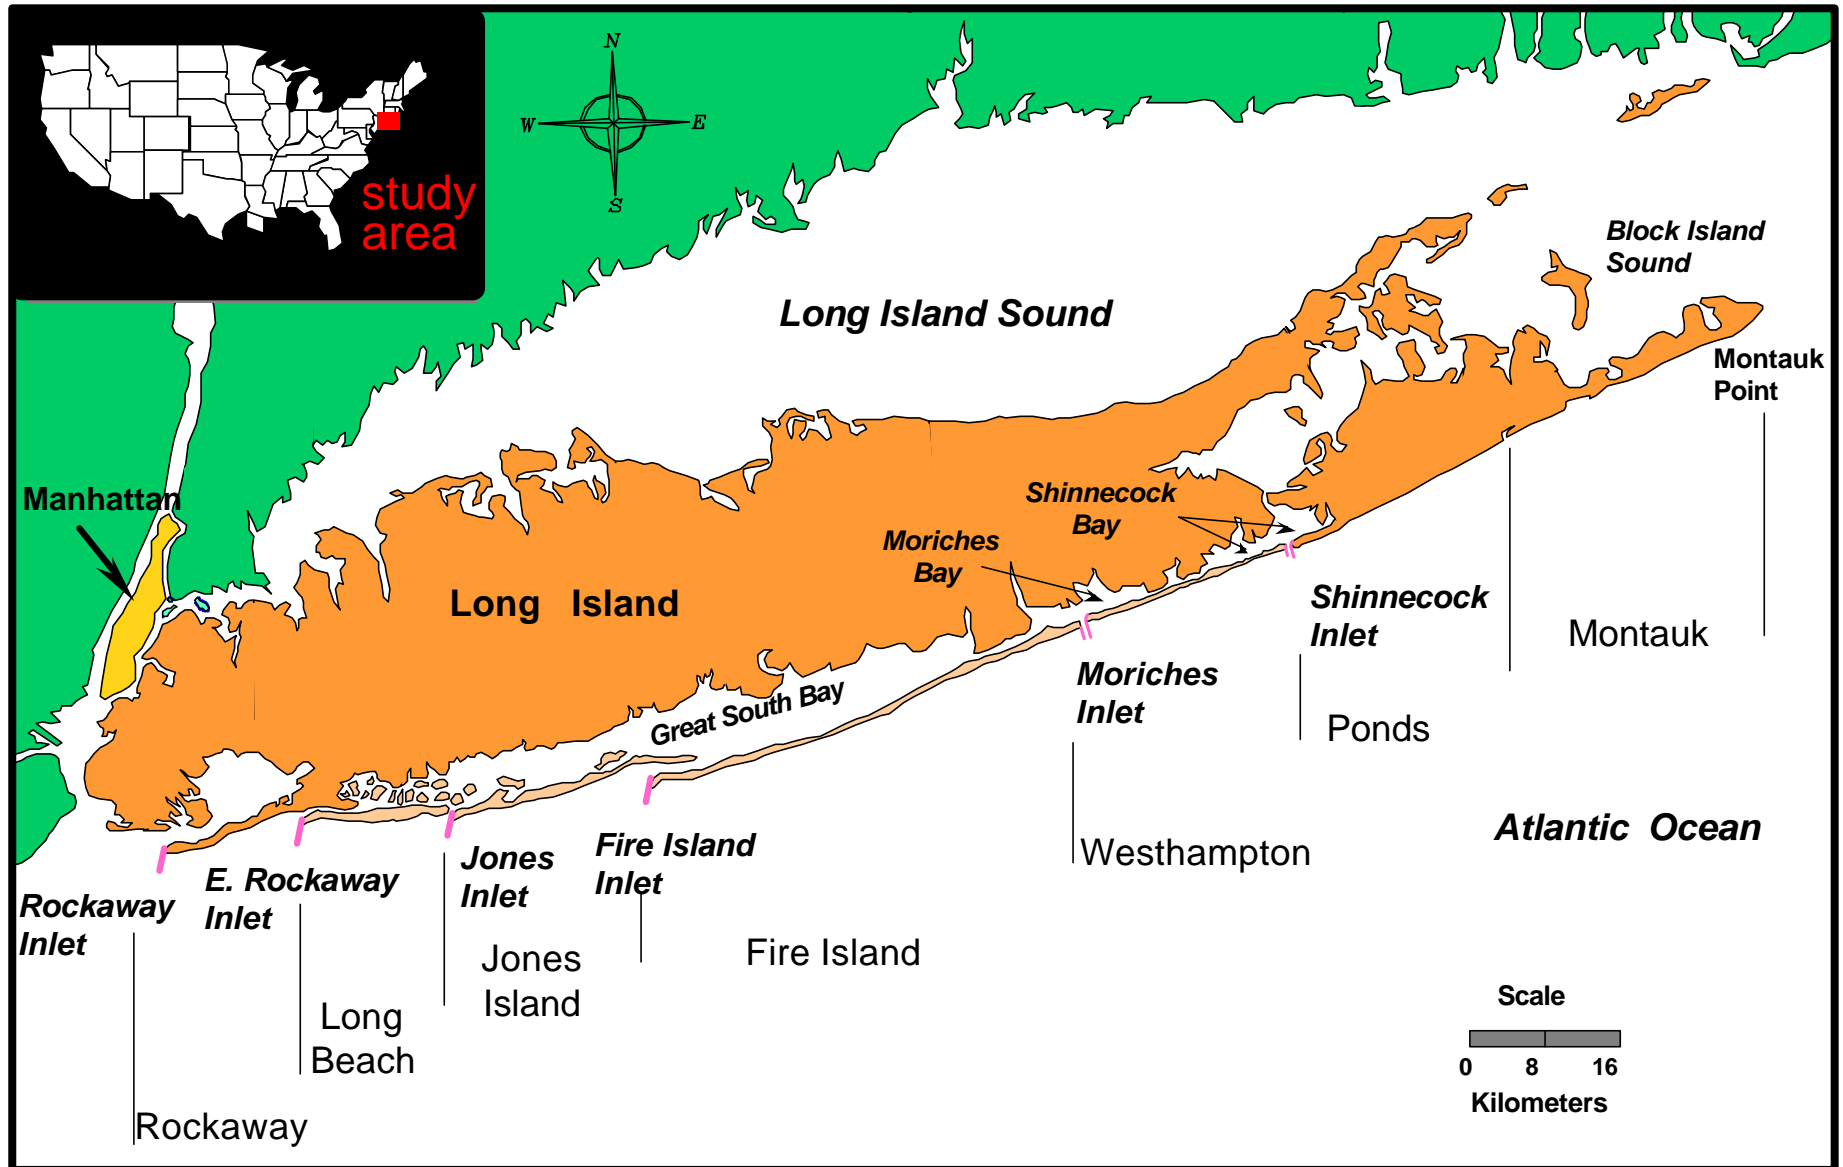 N
W
E
S
study
area
Block Island
Sound
Long Island Sound
Montauk
Point
Manhattan
Shinnecock
Bay
Moriches
Bay
Long Island
Shinnecock
Inlet
Montauk
Moriches
Inlet
Great South Bay
Ponds
Atlantic Ocean
Westhampton
Fire Island
Inlet
Jones
Inlet
E. Rockaway
Inlet
Rockaway
Inlet
Fire Island
Jones
Island
Long
Beach
Rockaway
Scale
0 8 16
Kilometers